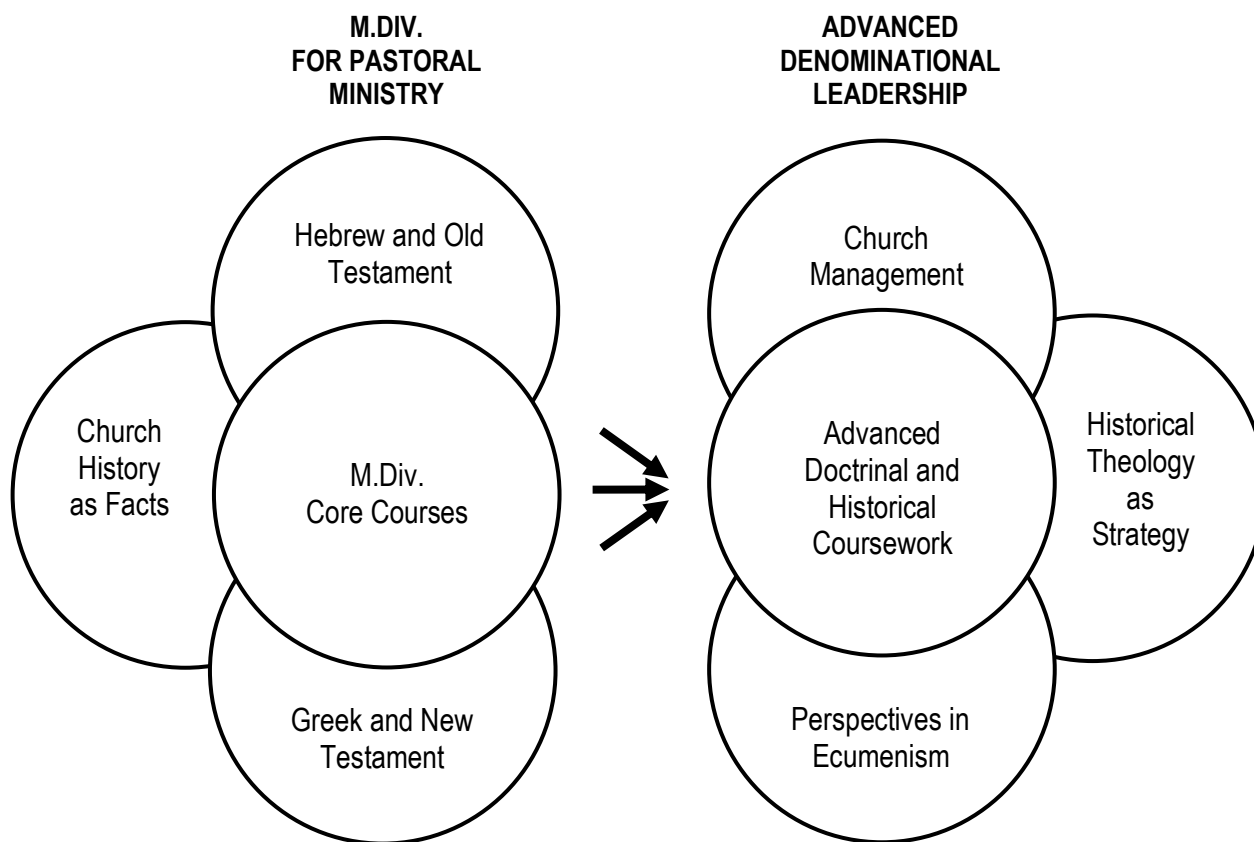 M.DIV.
FOR PASTORAL
MINISTRY
Hebrew and Old
Testament
Church
History
as Facts
M.Div.
Core Courses
Greek and New
Testament
ADVANCED
DENOMINATIONAL
LEADERSHIP
Church
Management
Advanced
Doctrinal and
Historical
Coursework
Historical
Theology
as
Strategy
Perspectives in
Ecumenism